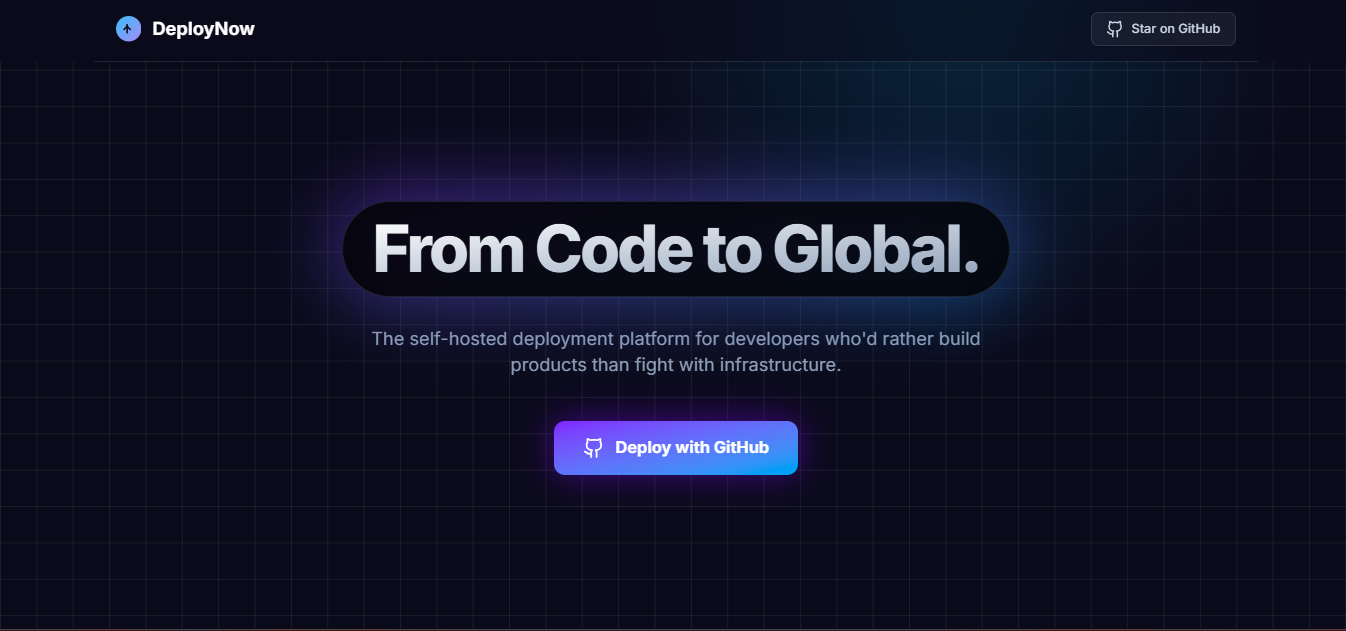 DeployNow
Star on GitHub
From Code to Global.
The self-hosted deployment platform for developers who'd rather build
products than fight with infrastructure.
Deploy with GitHub